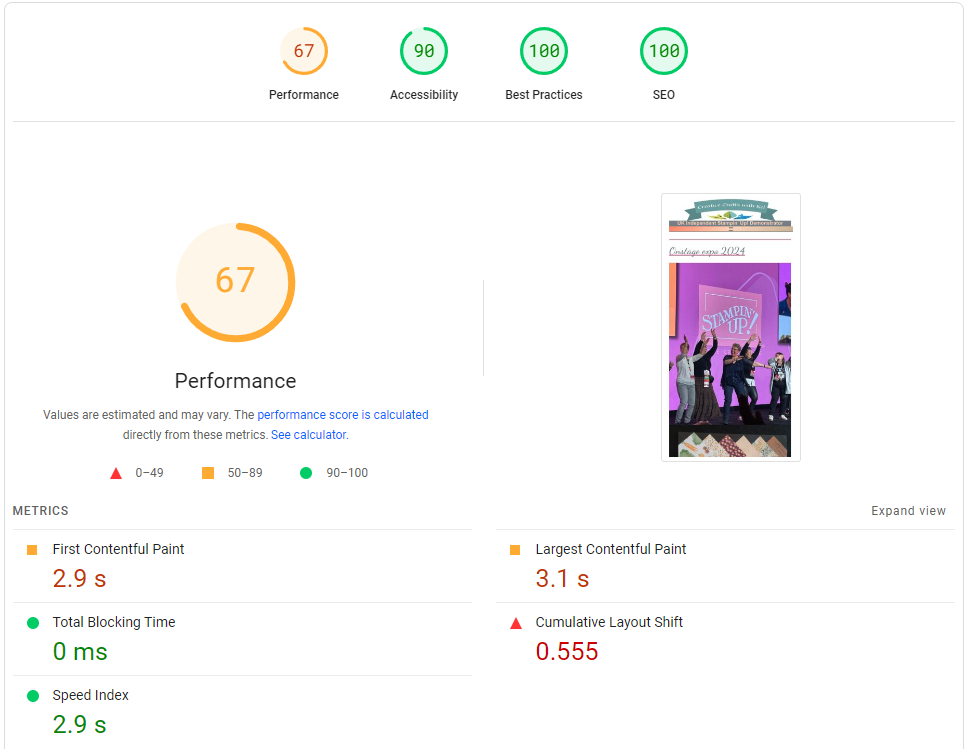 67
90
100
100
Performance
Accessibility
Best Practices
SEO
Creative Crafts with
UK Independent Stampin' Up! Demonstrator
Onstage expo 2024
STAMPIN'
UP!
67
Performance
Values are estimated and may vary. The performance score is calculated
directly from these metrics. See calculator.
0–49
50–89
90–100
METRICS
Expand view
First Contentful Paint
2.9 s
Largest Contentful Paint
3.1 s
Total Blocking Time
0 ms
Cumulative Layout Shift
0.555
Speed Index
2.9 s